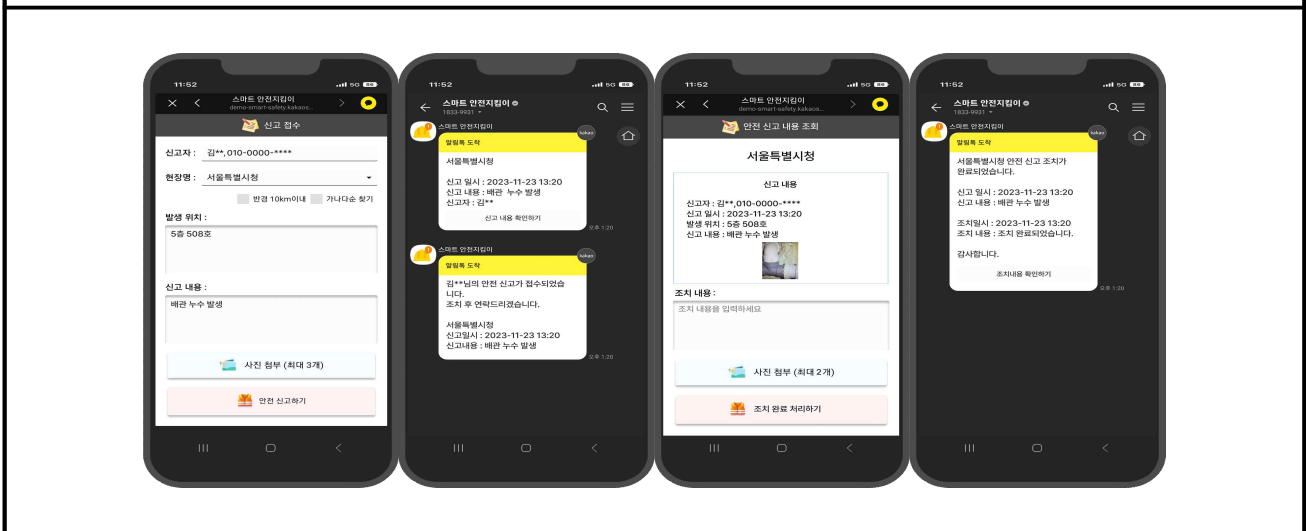 11:52
5G 86
스마트 안전지킴이
demo-smart-safety.kakaos...
신고 접수
신고자 : 김**,010-0000-****
현장명 : 서울특별시청
반경 10km이내 가나다순 찾기
발생 위치 :
5층 508호
신고 내용 :
배관 누수 발생
사진 첨부 (최대 3개)
안전 신고하기
11:52
5G 86
스마트 안전지킴이
1833-9931
스마트 안전지킴이
kakao
알림톡 도착
서울특별시청
신고 일시 : 2023-11-23 13:20
신고 내용 : 배관 누수 발생
신고자 : 김**
신고 내용 확인하기
오후 1:20
스마트 안전지킴이
kakao
알림톡 도착
김**님의 안전 신고가 접수되었습
니다.
조치 후 연락드리겠습니다.
서울특별시청
신고일시 : 2023-11-23 13:20
신고내용 : 배관 누수 발생
오후 1:20
11:52
5G 86
스마트 안전지킴이
demo-smart-safety.kakaos...
안전 신고 내용 조회
서울특별시청
신고 내용
신고자 : 김**,010-0000-****
신고 일시 : 2023-11-23 13:20
발생 위치 : 5층 508호
신고 내용 : 배관 누수 발생
조치 내용 :
조치 내용을 입력하세요
사진 첨부 (최대 2개)
조치 완료 처리하기
11:52
5G 86
스마트 안전지킴이
1833-9931
스마트 안전지킴이
kakao
알림톡 도착
서울특별시청 안전 신고 조치가
완료되었습니다.
신고 일시 : 2023-11-23 13:20
신고 내용 : 배관 누수 발생
조치일시 : 2023-11-23 13:20
조치 내용 : 조치 완료되었습니다.
감사합니다.
조치내용 확인하기
오후 1:20